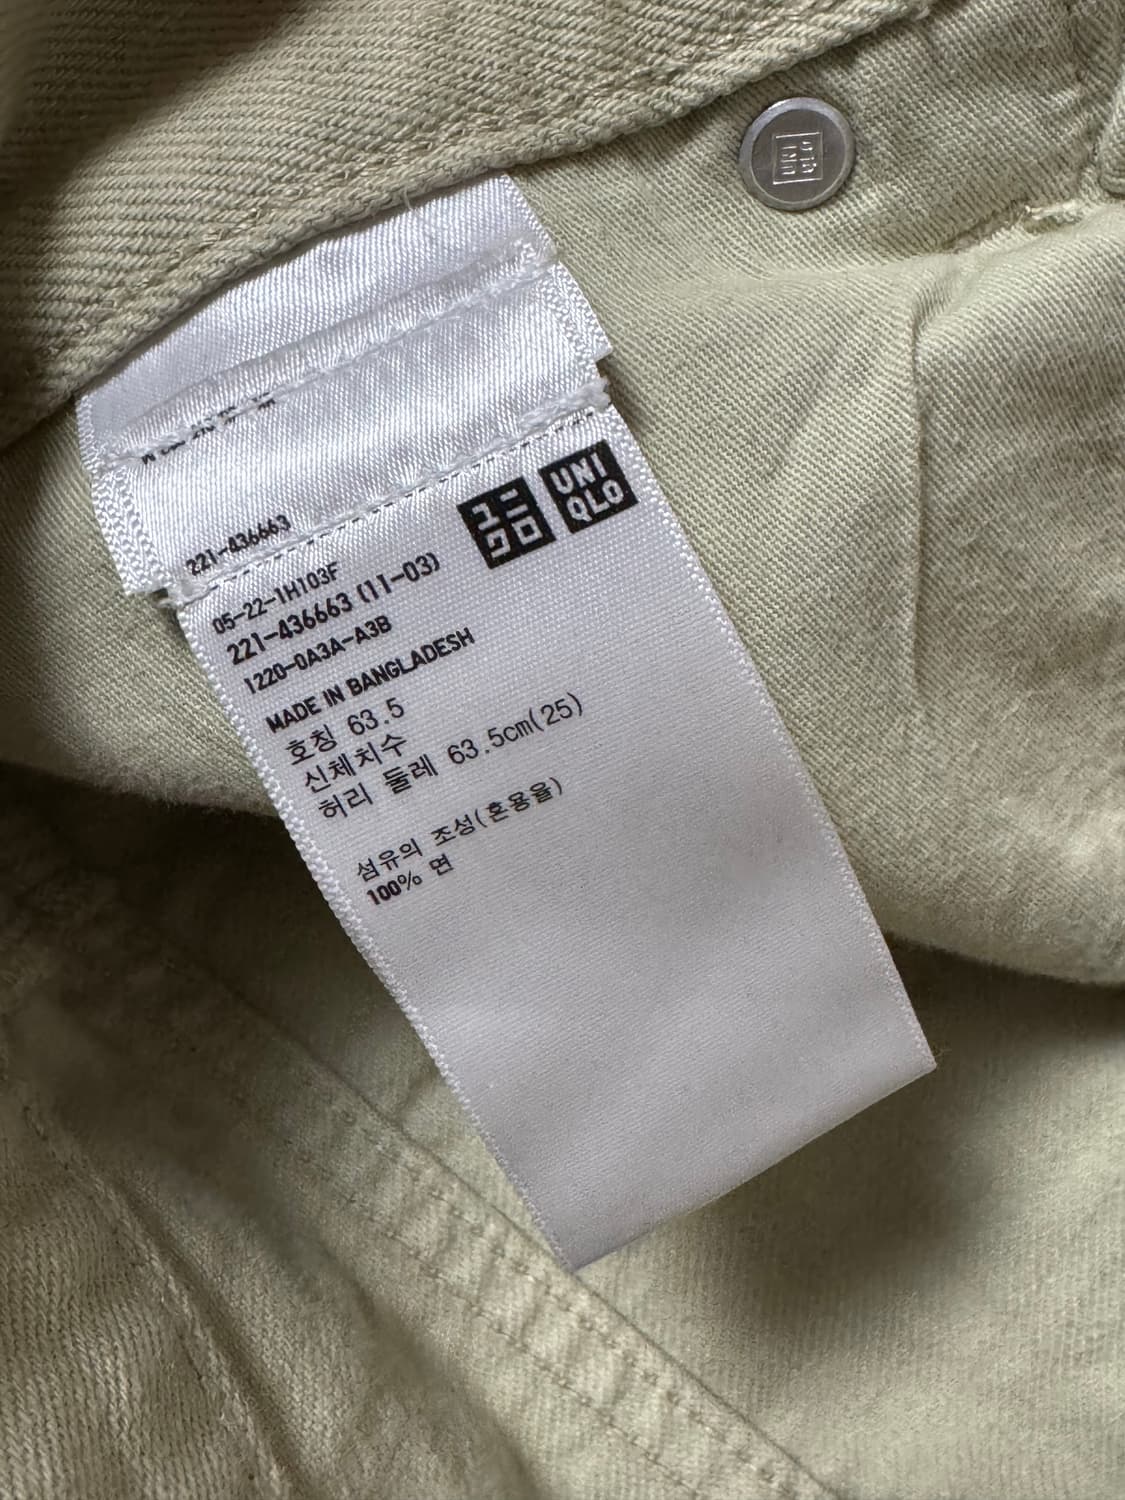 UNI
QLO
ユニ
クロ
UNI
QLO
221-436663
05-22-1H103F
221-436663 (11-03)
1220-0A3A-A3B
MADE IN BANGLADESH
호칭 63.5
신체치수
허리 둘레 63.5cm(25)
섬유의 조성(혼용율)
100% 면